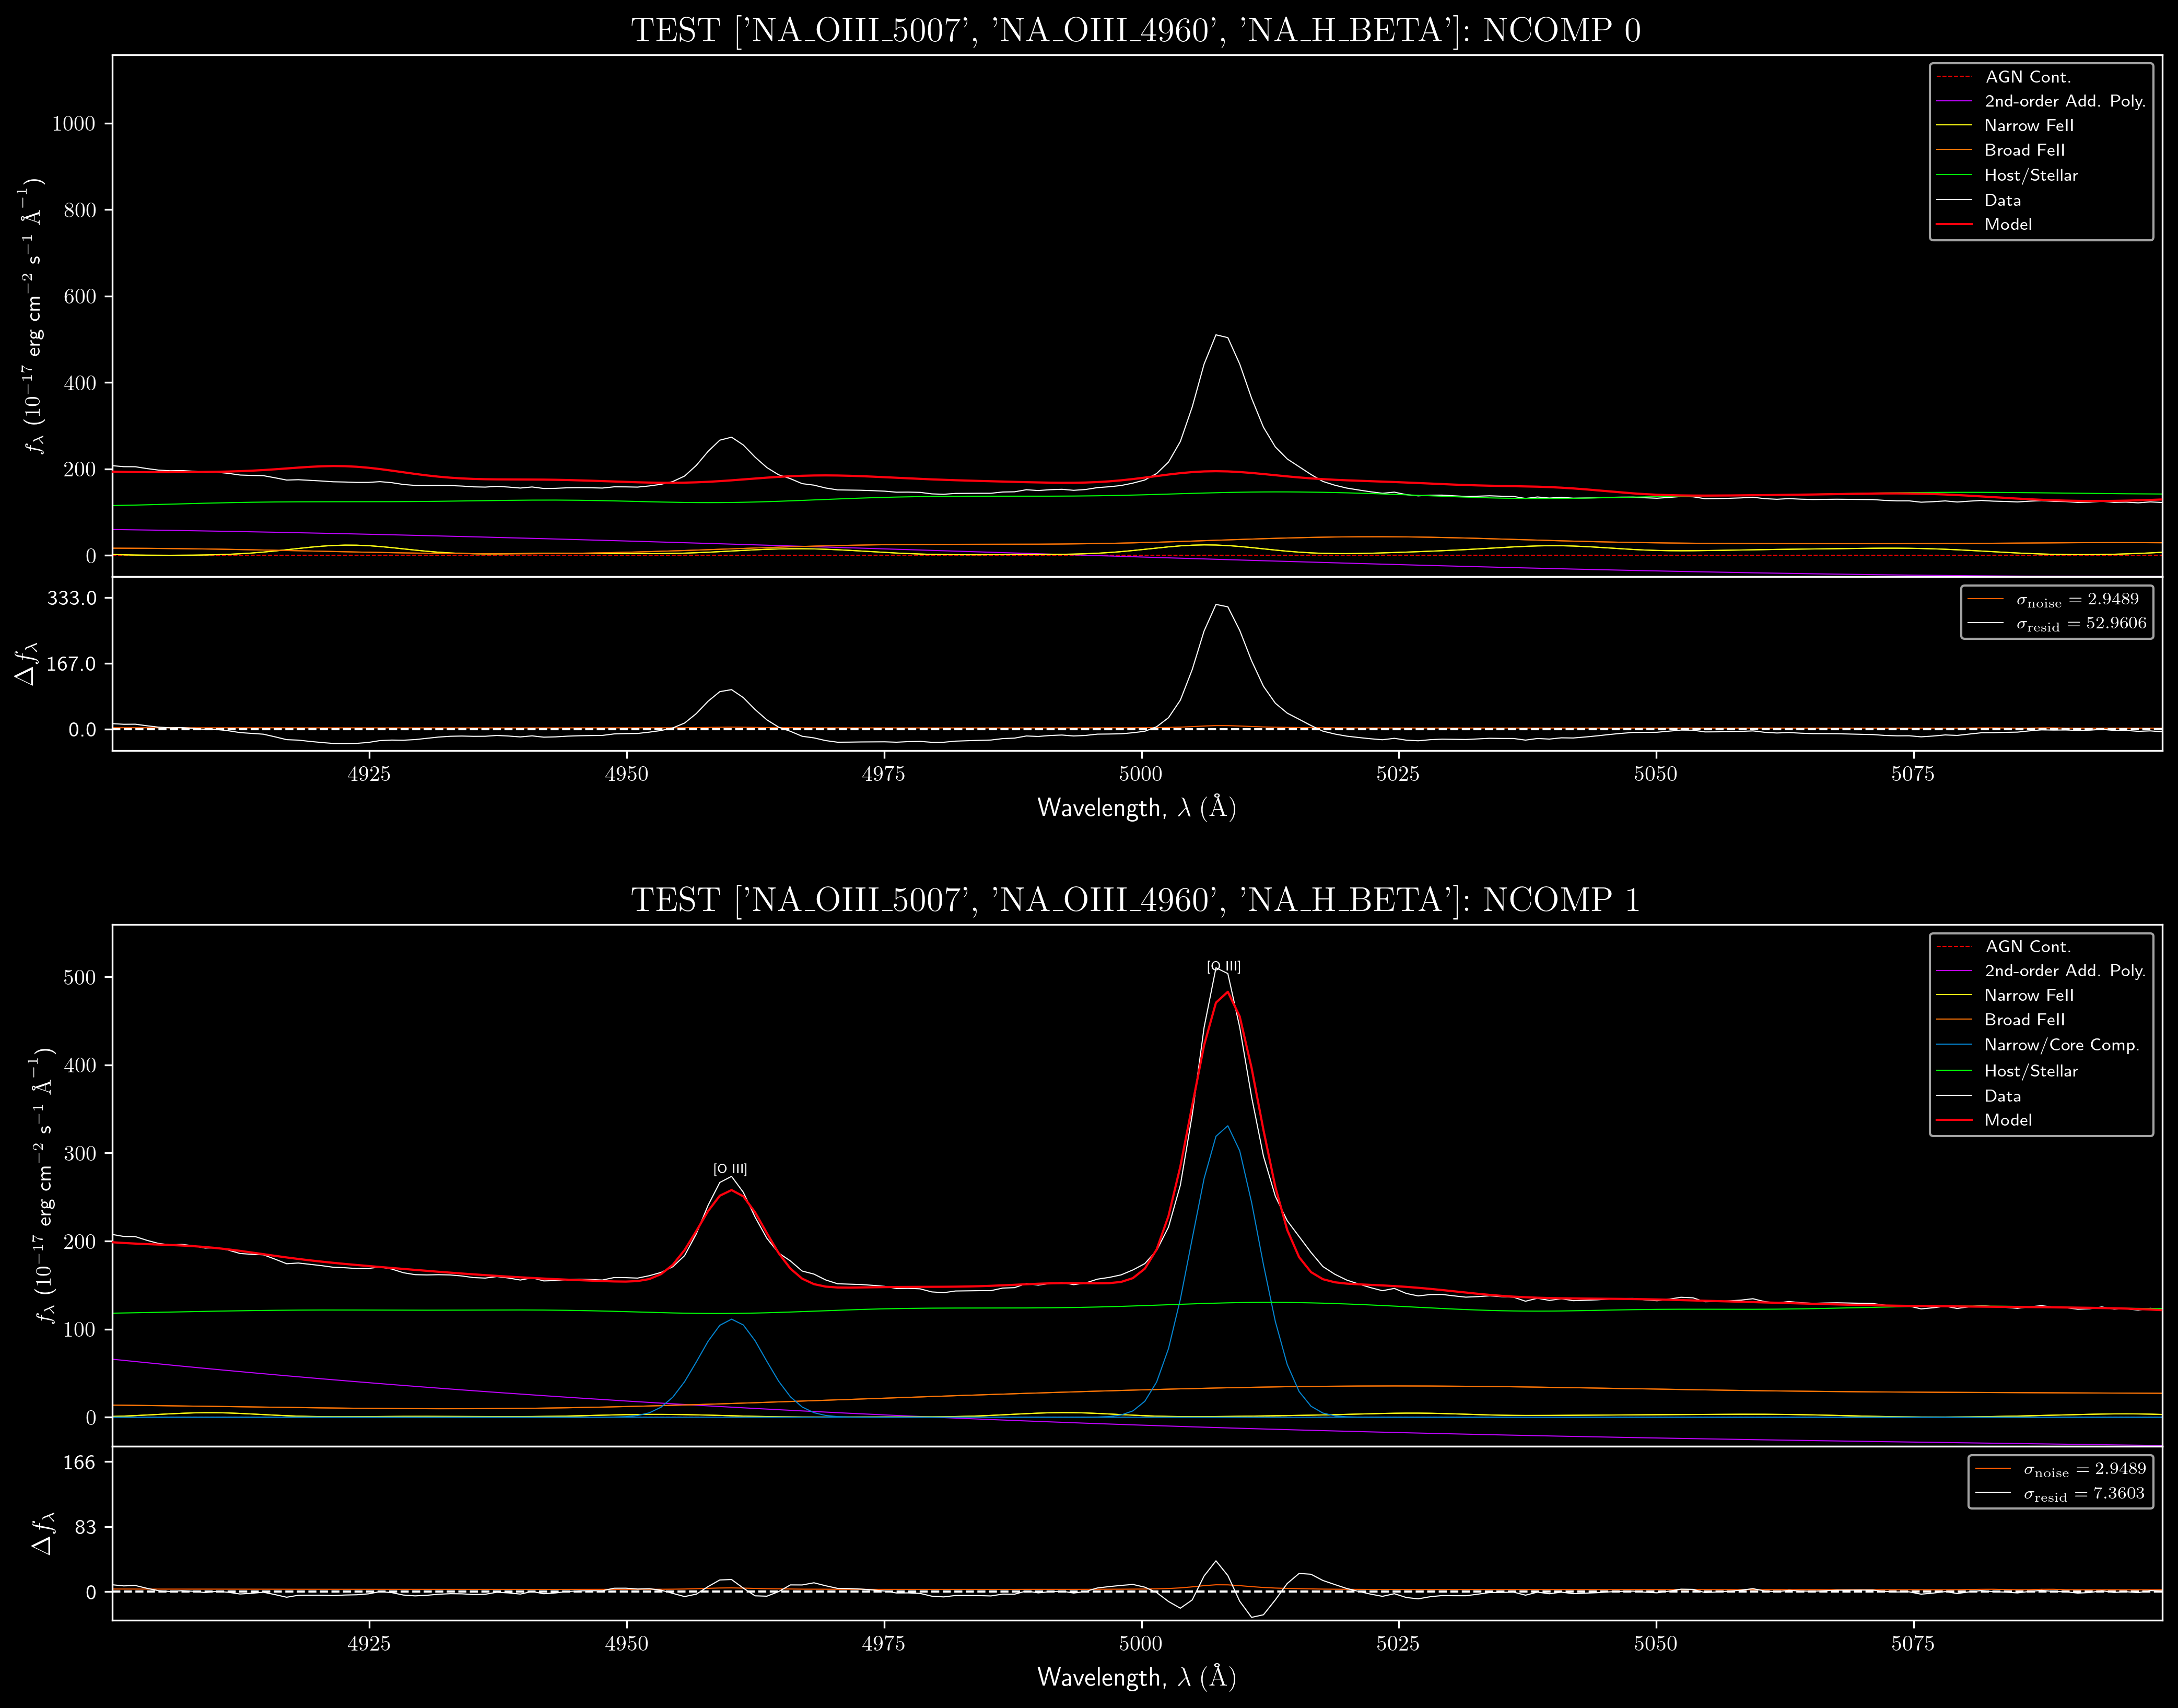 TEST ['NA_OIII_5007', 'NA_OIII_4960', 'NA_H_BETA']: NCOMP 0
AGN Cont.
2nd-order Add. Poly.
Narrow FeII
Broad FeII
Host/Stellar
Data
Model
1000
800
600
400
200
0
f_λ (10^−17 erg cm^−2 s^−1 Å^−1)
σ_noise = 2.9489
σ_resid = 52.9606
333.0
167.0
0.0
Δf_λ
4925 4950 4975 5000 5025 5050 5075
Wavelength, λ (Å)
TEST ['NA_OIII_5007', 'NA_OIII_4960', 'NA_H_BETA']: NCOMP 1
AGN Cont.
2nd-order Add. Poly.
Narrow FeII
Broad FeII
Narrow/Core Comp.
Host/Stellar
Data
Model
[O III]
[O III]
500
400
300
200
100
0
f_λ (10^−17 erg cm^−2 s^−1 Å^−1)
σ_noise = 2.9489
σ_resid = 7.3603
166
83
0
Δf_λ
4925 4950 4975 5000 5025 5050 5075
Wavelength, λ (Å)